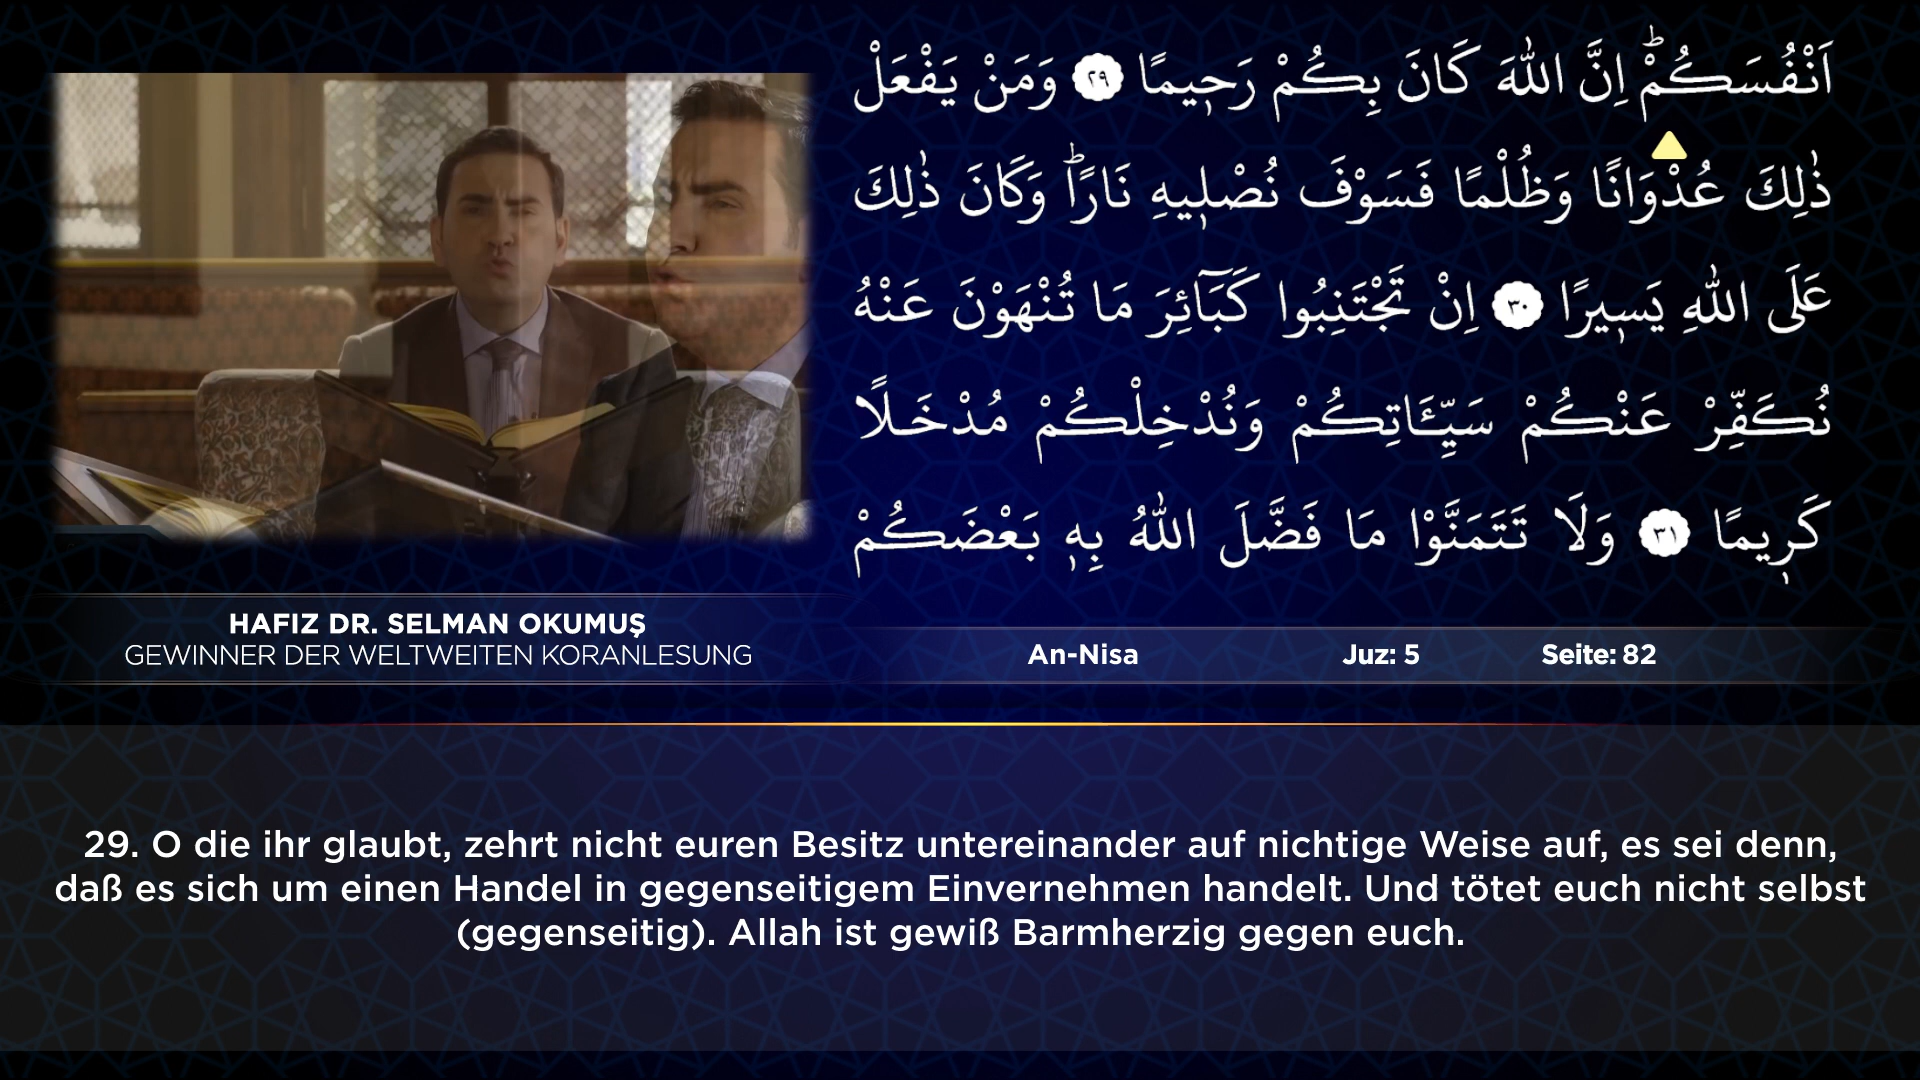 اَنْفُسَكُمْۜ اِنَّ اللّٰهَ كَانَ بِكُمْ رَح۪يمًا ﴿٢٩﴾ وَمَنْ يَفْعَلْ
ذٰلِكَ عُدْوَانًا وَظُلْمًا فَسَوْفَ نُصْل۪يهِ نَارًاۜ وَكَانَ ذٰلِكَ
عَلَى اللّٰهِ يَس۪يرًا ﴿٣٠﴾ اِنْ تَجْتَنِبُوا كَبَٓائِرَ مَا تُنْهَوْنَ عَنْهُ
نُكَفِّرْ عَنْكُمْ سَيِّـَٔاتِكُمْ وَنُدْخِلْكُمْ مُدْخَلًا
كَر۪يمًا ﴿٣١﴾ وَلَا تَتَمَنَّوْا مَا فَضَّلَ اللّٰهُ بِه۪ بَعْضَكُمْ
HAFIZ DR. SELMAN OKUMUŞ
GEWINNER DER WELTWEITEN KORANLESUNG
An-Nisa Juz: 5 Seite: 82
29. O die ihr glaubt, zehrt nicht euren Besitz untereinander auf nichtige Weise auf, es sei denn,
daß es sich um einen Handel in gegenseitigem Einvernehmen handelt. Und tötet euch nicht selbst
(gegenseitig). Allah ist gewiß Barmherzig gegen euch.